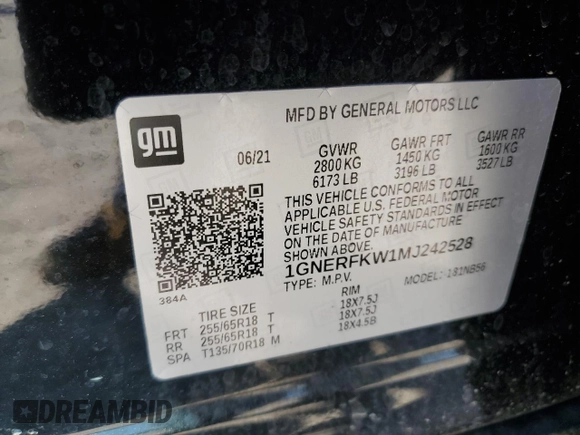 MFD BY GENERAL MOTORS LLC
gm
06/21
GVWR GAWR FRT GAWR RR
2800 KG 1450 KG 1600 KG
6173 LB 3196 LB 3527 LB
THIS VEHICLE CONFORMS TO ALL
APPLICABLE U.S. FEDERAL MOTOR
VEHICLE SAFETY STANDARDS IN EFFECT
ON THE DATE OF MANUFACTURE
SHOWN ABOVE.
1GNERFKW1MJ242528
TYPE: M.P.V. MODEL: 1B1NB56
384A
TIRE SIZE RIM
FRT 255/65R18 T 18X7.5J
RR 255/65R18 T 18X7.5J
SPA T135/70R18 M 18X4.5B
DREAMBID